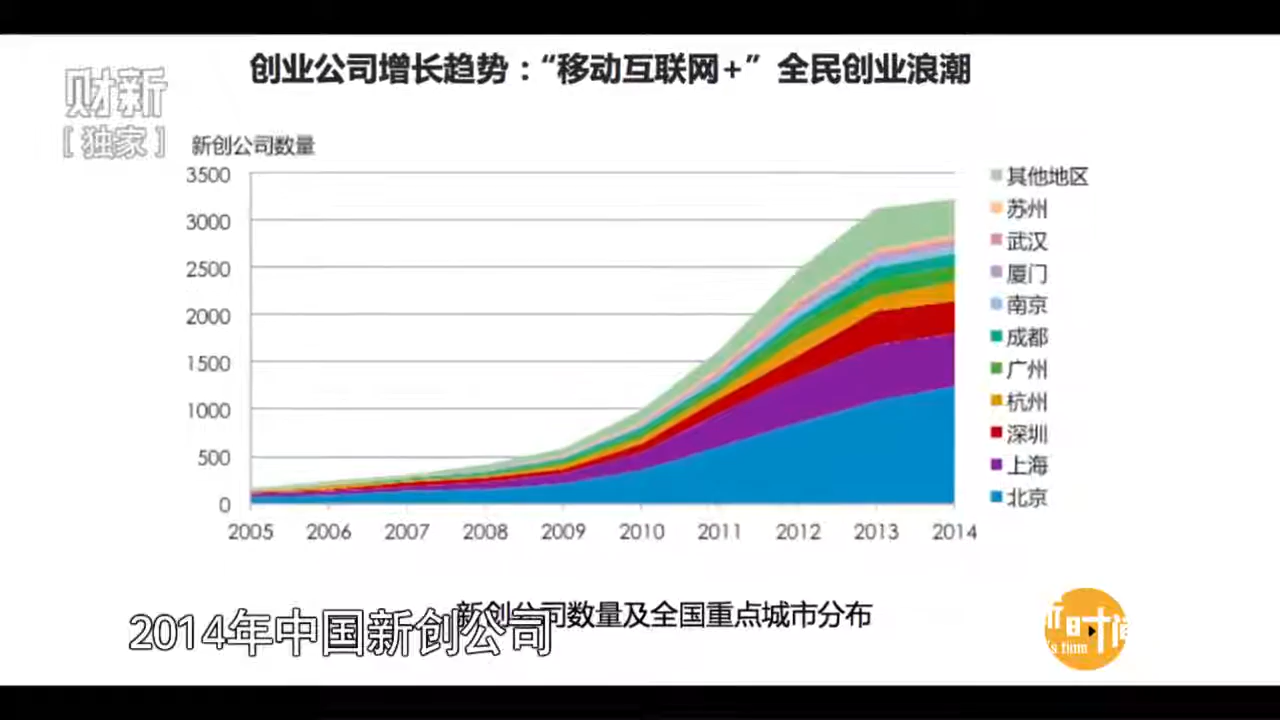 创业公司增长趋势：“移动互联网+” 全民创业浪潮
财新
[独家]
新创公司数量
3500
3000
2500
2000
1500
1000
500
0
2005 2006 2007 2008 2009 2010 2011 2012 2013 2014
其他地区
苏州
武汉
厦门
南京
成都
广州
杭州
深圳
上海
北京
新创公司数量及全国重点城市分布
2014年中国新创公司
时间
's time